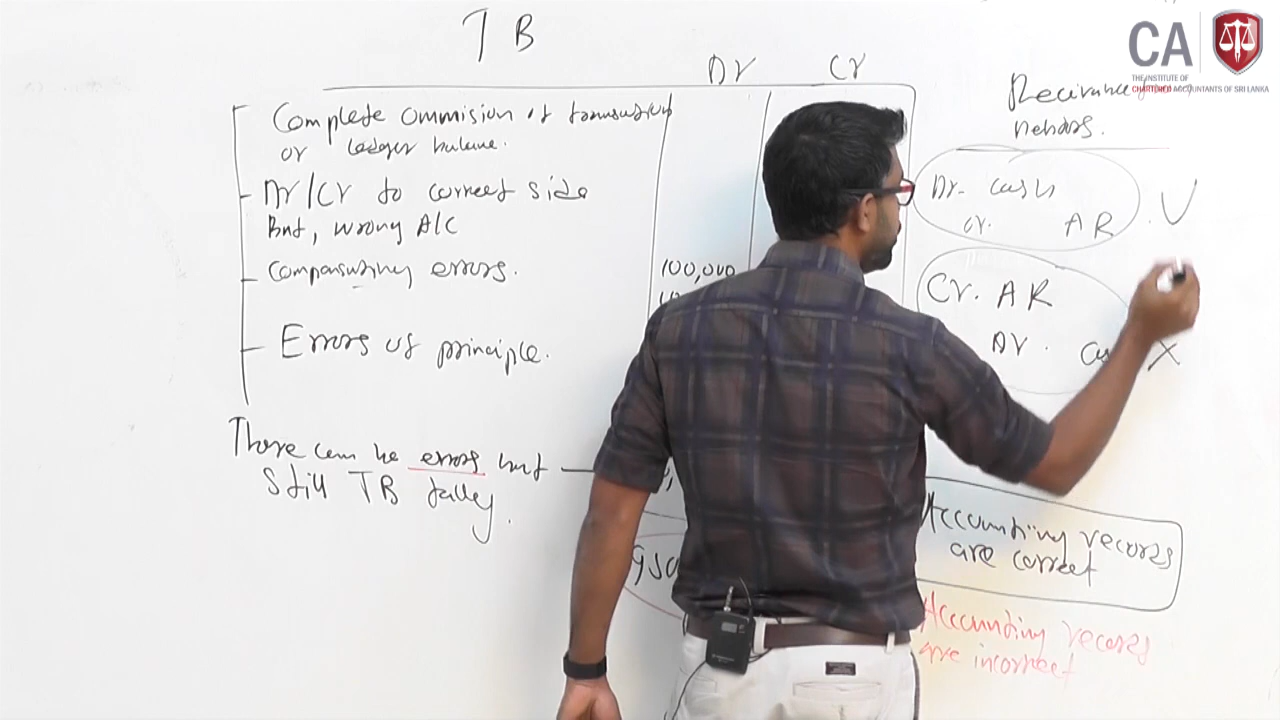 TB
Dr Cr
CA
THE INSTITUTE OF
CHARTERED ACCOUNTANTS OF SRI LANKA
Complete ommision of transaction
or ledger balance.
- Dr/Cr to correct side
But, wrong A/C
- Compansating errors.
100,000
- Errors of principle.
There can be errors but
still TB tally.
Dr. cash
cr. AR
Cr. AR
Dr.
Accounting records
are correct
Accounting records
are incorrect